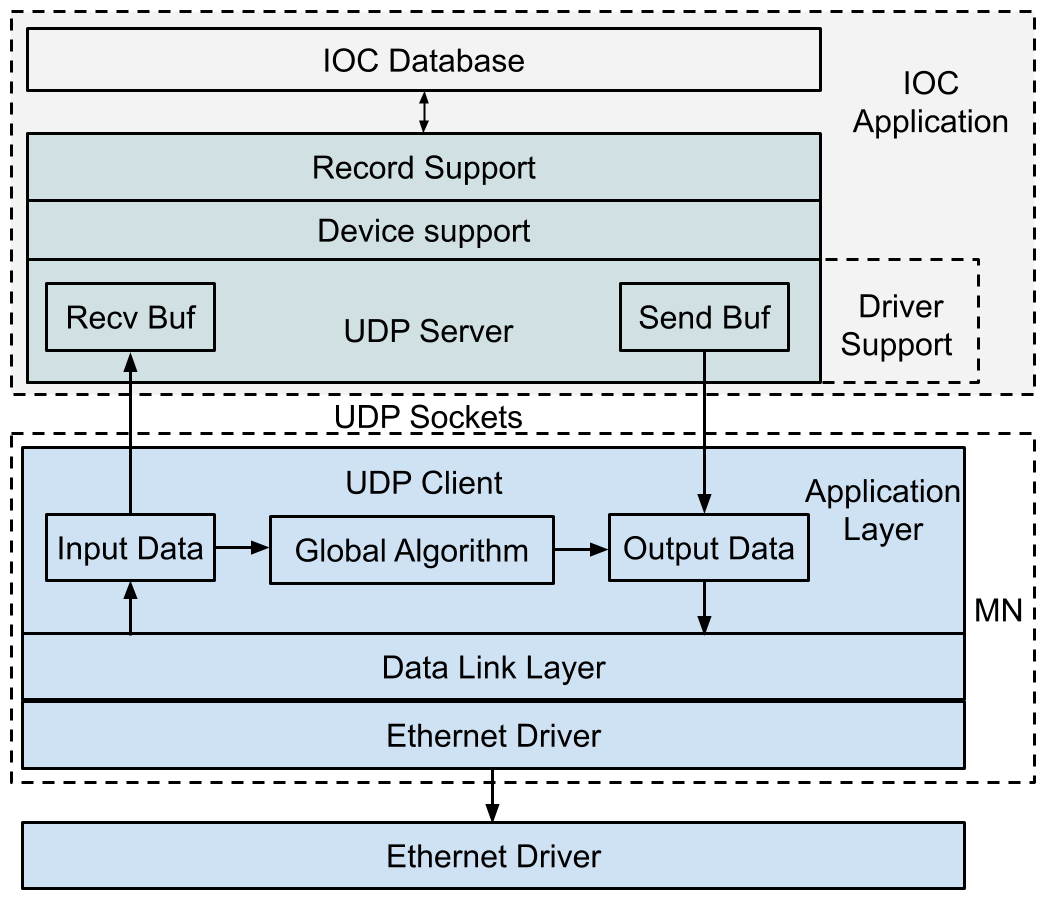 IOC Database
IOC
Application
Record Support
Device support
Recv Buf
UDP Server
Send Buf
Driver
Support
UDP Sockets
UDP Client
Application
Layer
Input Data
Global Algorithm
Output Data
MN
Data Link Layer
Ethernet Driver
Ethernet Driver